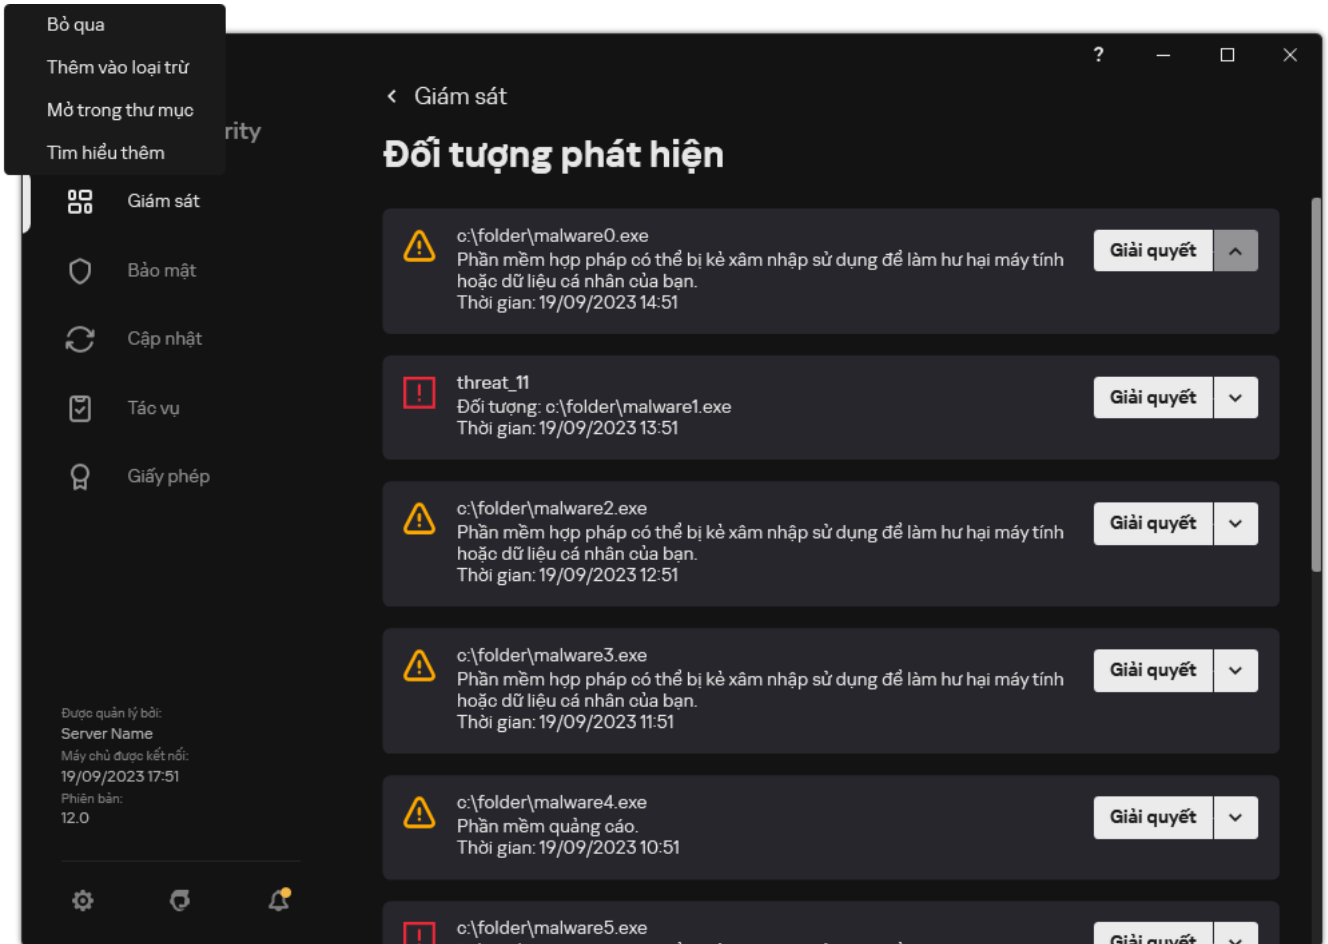 Bỏ qua
Thêm vào loại trừ
Mở trong thư mục
Tìm hiểu thêm
rity
Giám sát
Bảo mật
Cập nhật
Tác vụ
Giấy phép
Được quản lý bởi:
Server Name
Máy chủ được kết nối:
19/09/2023 17:51
Phiên bản:
12.0
?
Giám sát
Đối tượng phát hiện
c:\folder\malware0.exe
Phần mềm hợp pháp có thể bị kẻ xâm nhập sử dụng để làm hư hại máy tính
hoặc dữ liệu cá nhân của bạn.
Thời gian: 19/09/2023 14:51
Giải quyết
threat_11
Đối tượng: c:\folder\malware1.exe
Thời gian: 19/09/2023 13:51
Giải quyết
c:\folder\malware2.exe
Phần mềm hợp pháp có thể bị kẻ xâm nhập sử dụng để làm hư hại máy tính
hoặc dữ liệu cá nhân của bạn.
Thời gian: 19/09/2023 12:51
Giải quyết
c:\folder\malware3.exe
Phần mềm hợp pháp có thể bị kẻ xâm nhập sử dụng để làm hư hại máy tính
hoặc dữ liệu cá nhân của bạn.
Thời gian: 19/09/2023 11:51
Giải quyết
c:\folder\malware4.exe
Phần mềm quảng cáo.
Thời gian: 19/09/2023 10:51
Giải quyết
c:\folder\malware5.exe
Giải quyết